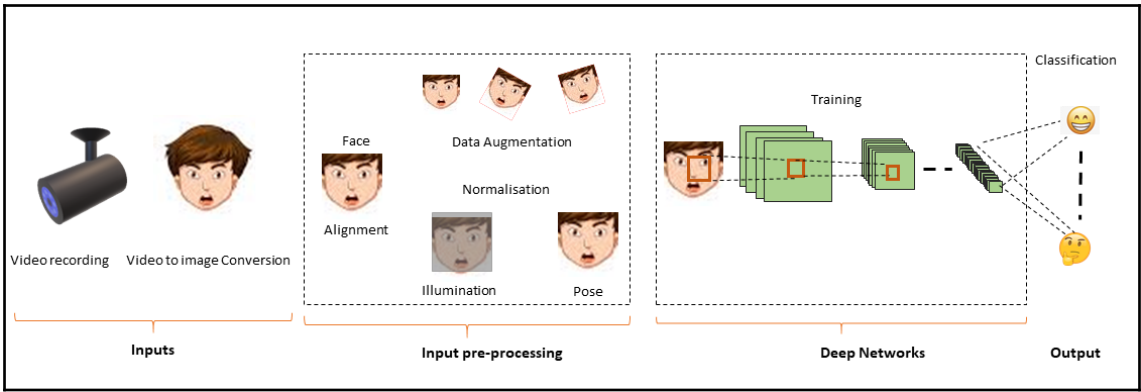 Classification
Training
Face
Data Augmentation
Normalisation
Alignment
Video recording
Video to image Conversion
Illumination
Pose
Inputs
Input pre-processing
Deep Networks
Output